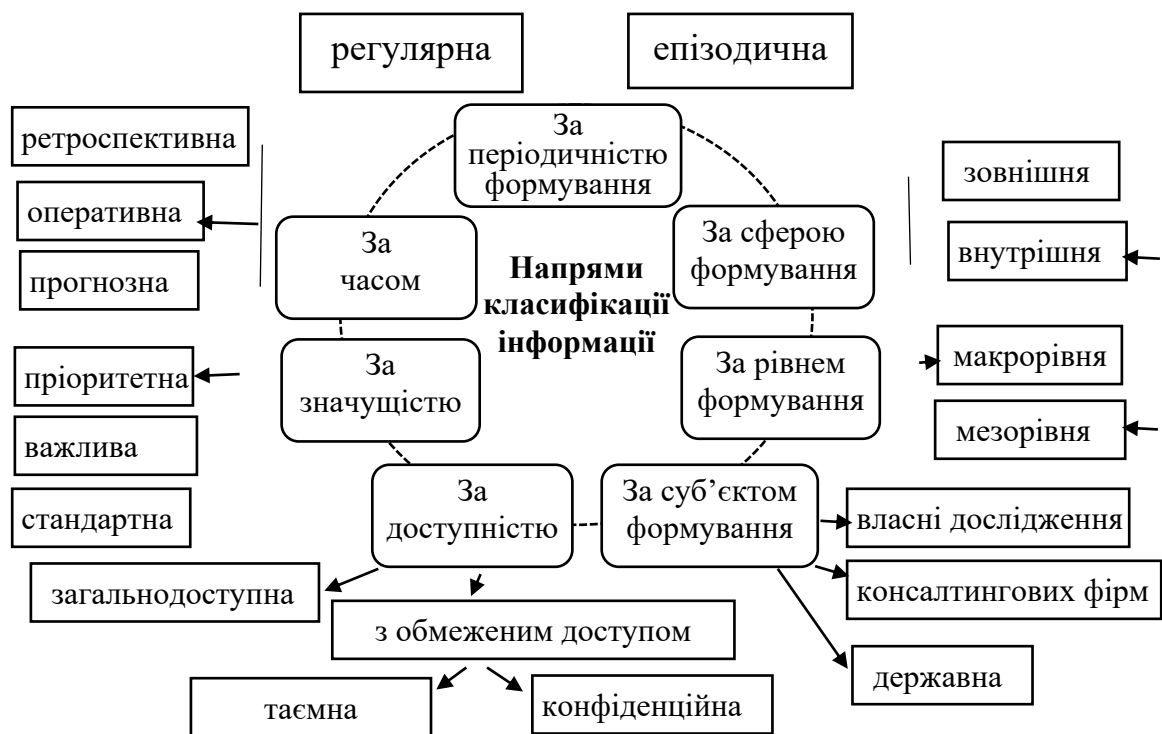 регулярна
епізодична
За
періодичністю
формування
ретроспективна
оперативна
прогнозна
За
часом
Напрями
класифікації
інформації
За сферою
формування
зовнішня
внутрішня
пріоритетна
важлива
стандартна
За
значущістю
За рівнем
формування
макрорівня
мезорівня
За
доступністю
За суб’єктом
формування
власні дослідження
консалтингових фірм
державна
загальнодоступна
з обмеженим доступом
таємна
конфіденційна